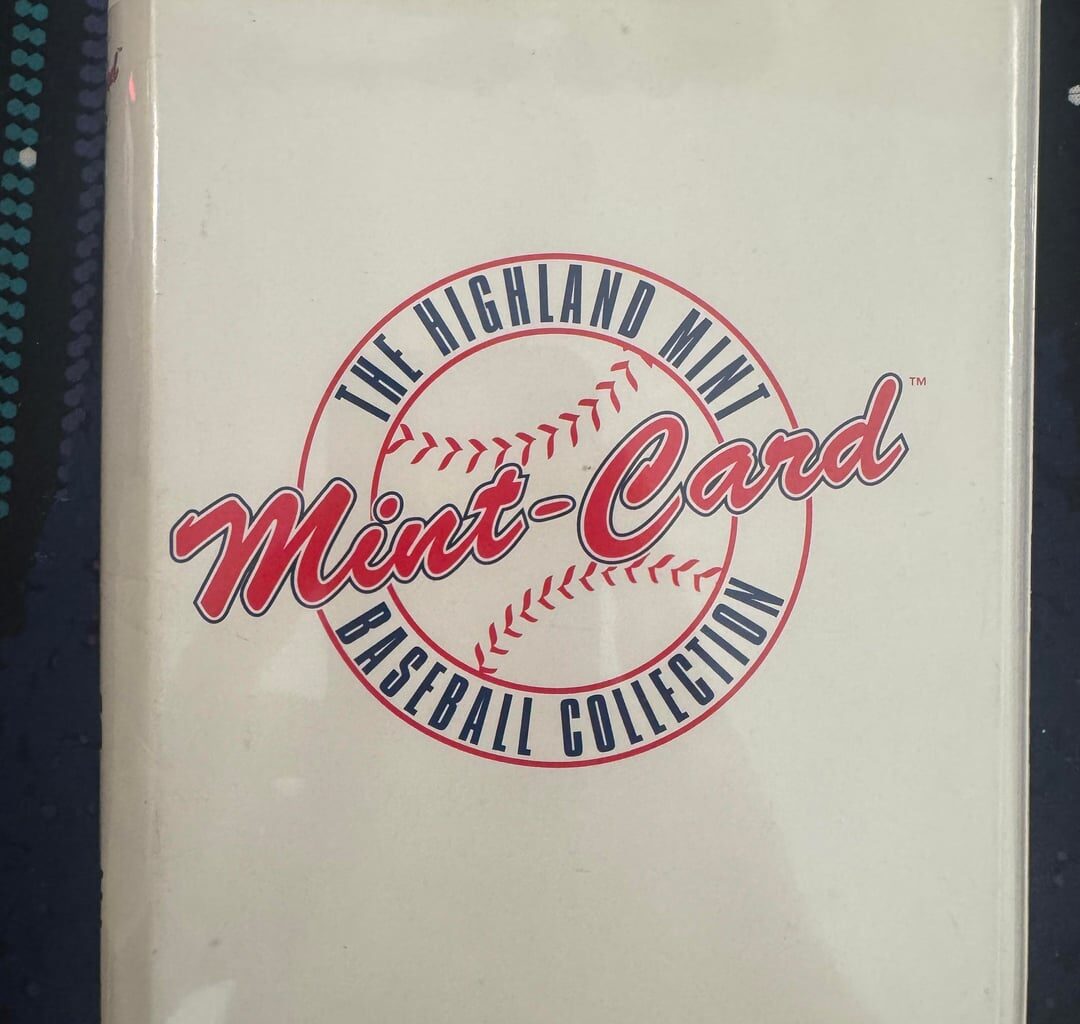 THE HIGHLAND MINT
Mint-Card™
BASEBALL COLLECTION